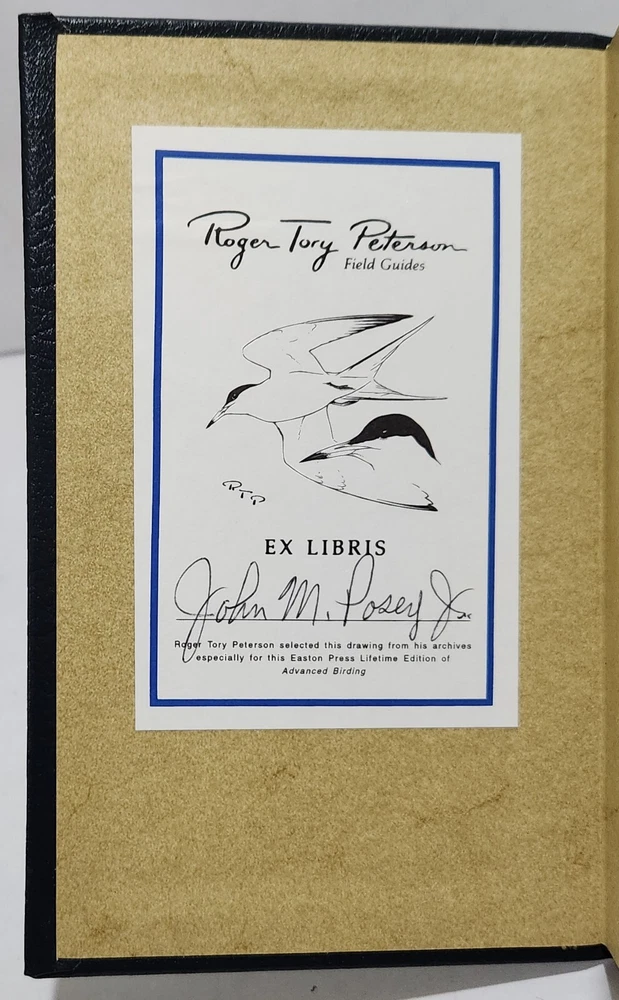 Roger Tory Peterson
Field Guides
RTP
EX LIBRIS
John M. Posey Jr.
Roger Tory Peterson selected this drawing from his archives
especially for this Easton Press Lifetime Edition of
Advanced Birding